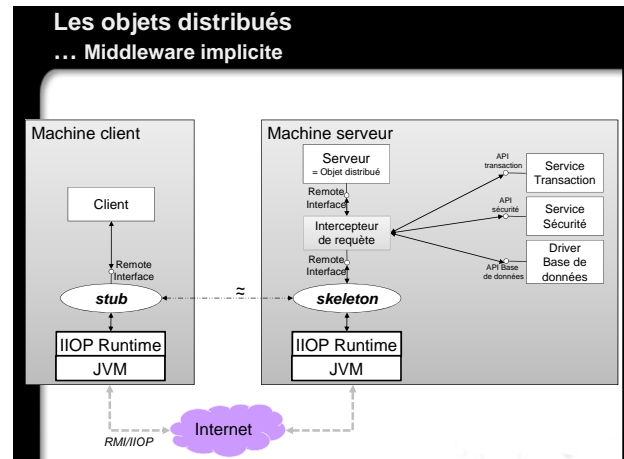 Les objets distribués
… Middleware implicite
Machine client
Client
Remote
Interface
stub
IIOP Runtime
JVM
≈
Machine serveur
Serveur
= Objet distribué
Remote
Interface
Intercepteur
de requète
Remote
Interface
skeleton
IIOP Runtime
JVM
API
transaction
Service
Transaction
API
sécurité
Service
Sécurité
API Base
de données
Driver
Base de
données
Internet
RMI/IIOP